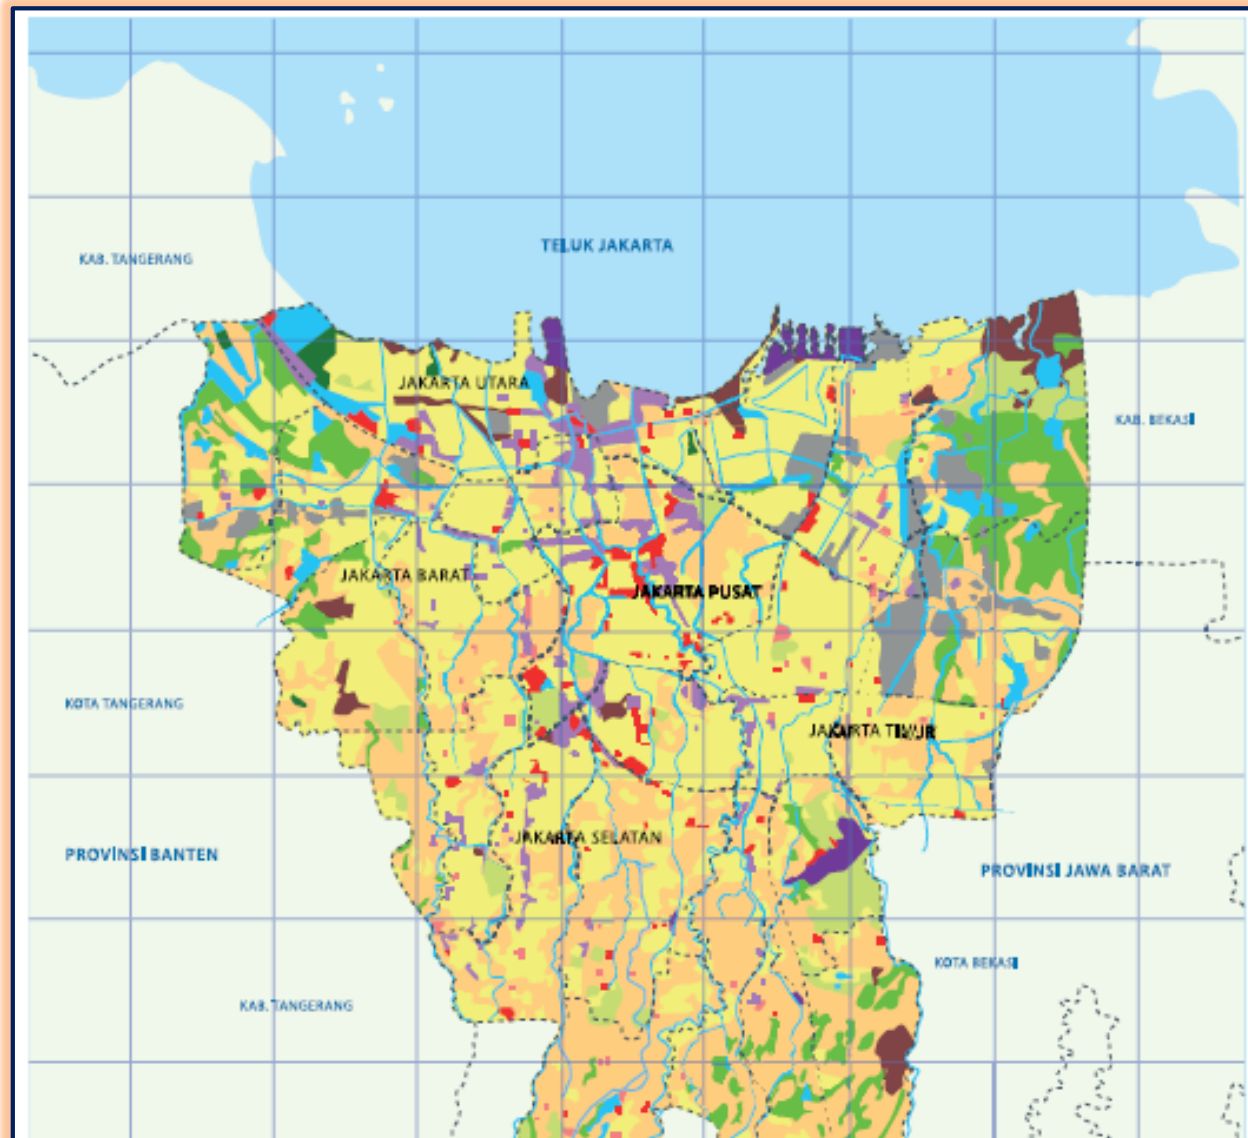 TELUK JAKARTA
KAB. TANGERANG
JAKARTA UTARA
KAB. BEKASI
JAKARTA BARAT
JAKARTA PUSAT
KOTA TANGERANG
JAKARTA TIMUR
JAKARTA SELATAN
PROVINSI BANTEN
PROVINSI JAWA BARAT
KOTA BEKASI
KAB. TANGERANG